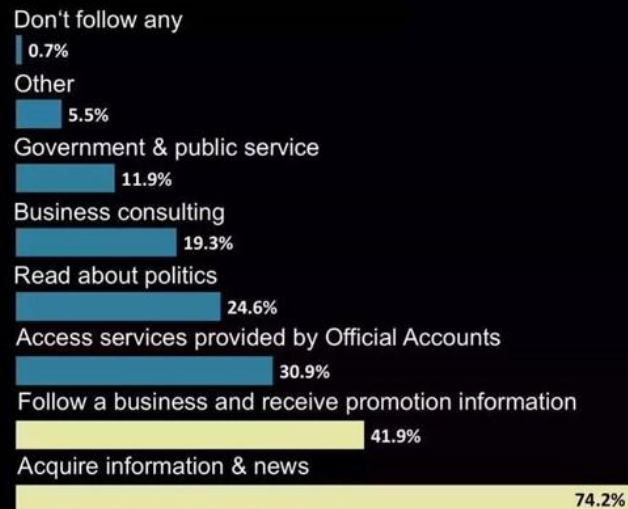 Don't follow any
0.7%
Other
5.5%
Government & public service
11.9%
Business consulting
19.3%
Read about politics
24.6%
Access services provided by Official Accounts
30.9%
Follow a business and receive promotion information
41.9%
Acquire information & news
74.2%